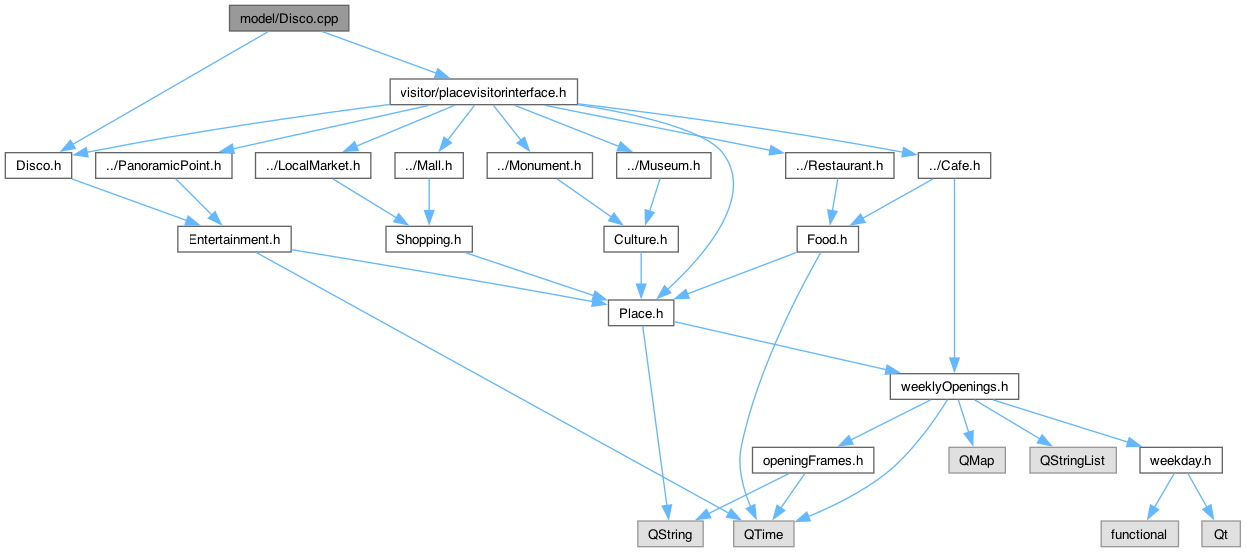 model/Disco.cpp
visitor/placevisitorinterface.h
Disco.h
../PanoramicPoint.h
../LocalMarket.h
../Mall.h
../Monument.h
../Museum.h
../Restaurant.h
../Cafe.h
Entertainment.h
Shopping.h
Culture.h
Food.h
Place.h
weeklyOpenings.h
openingFrames.h
QMap
QStringList
weekday.h
QString
QTime
functional
Qt